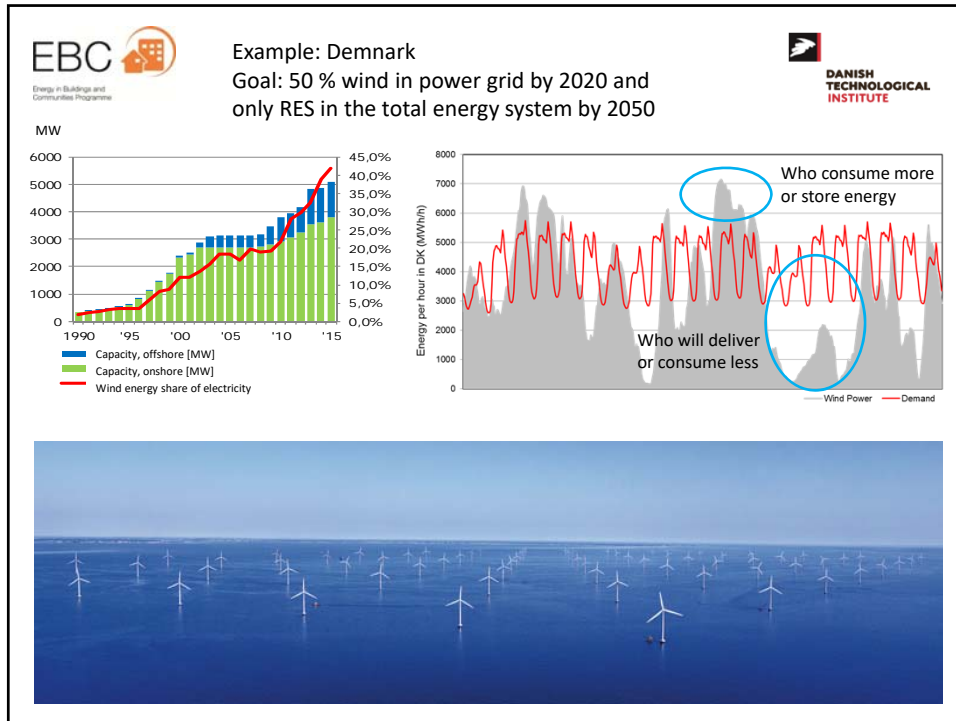 EBC
Energy in Buildings and
Communities Programme
Example: Demnark
Goal: 50 % wind in power grid by 2020 and
only RES in the total energy system by 2050
DANISH
TECHNOLOGICAL
INSTITUTE
MW
6000
5000
4000
3000
2000
1000
0
45,0%
40,0%
35,0%
30,0%
25,0%
20,0%
15,0%
10,0%
5,0%
0,0%
1990 '95 '00 '05 '10 '15
Capacity, offshore [MW]
Capacity, onshore [MW]
Wind energy share of electricity
Energy per hour in DK (MWh/h)
8000
7000
6000
5000
4000
3000
2000
1000
0
Who consume more
or store energy
Who will deliver
or consume less
Wind Power Demand